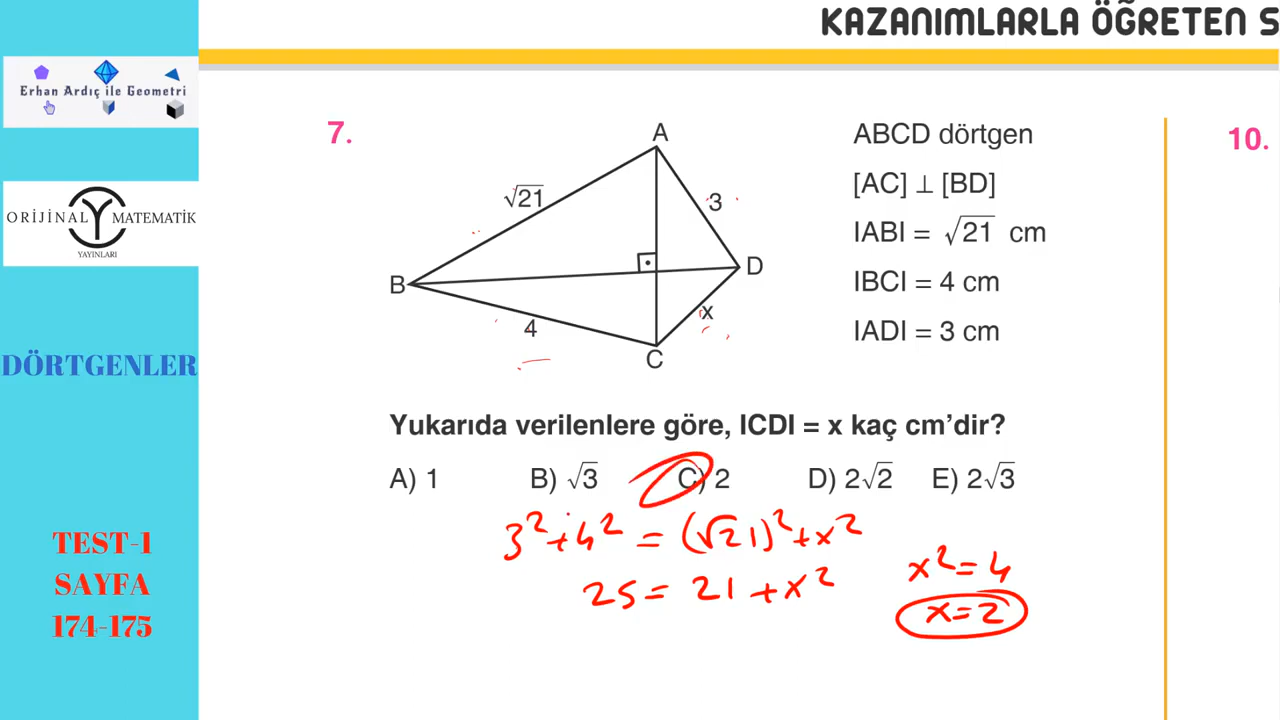 KAZANIMLARLA ÖĞRETEN S
Erhan Ardıç ile Geometri
ORİJİNAL MATEMATİK
YAYINLARI
DÖRTGENLER
TEST-1
SAYFA
174-175
7.
A
√21
3
B
D
4
x
C
ABCD dörtgen
[AC] ⊥ [BD]
IABI = √21 cm
IBCI = 4 cm
IADI = 3 cm
10.
Yukarıda verilenlere göre, ICDI = x kaç cm’dir?
A) 1 B) √3 C) 2 D) 2√2 E) 2√3
3² + 4² = (√21)² + x²
25 = 21 + x²
x² = 4
x = 2